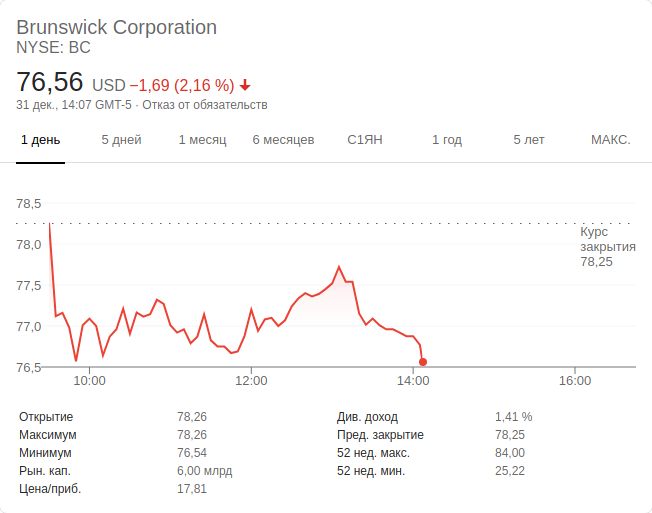 Brunswick Corporation
NYSE: BC
76,56 USD −1,69 (2,16 %)
31 дек., 14:07 GMT-5 · Отказ от обязательств
1 день 5 дней 1 месяц 6 месяцев С1ЯН 1 год 5 лет МАКС.
78,5
Курс
78,0 закрытия
78,25
77,5
77,0
76,5
10:00 12:00 14:00 16:00
Открытие 78,26 Див. доход 1,41 %
Максимум 78,26 Пред. закрытие 78,25
Минимум 76,54 52 нед. макс. 84,00
Рын. кап. 6,00 млрд 52 нед. мин. 25,22
Цена/приб. 17,81